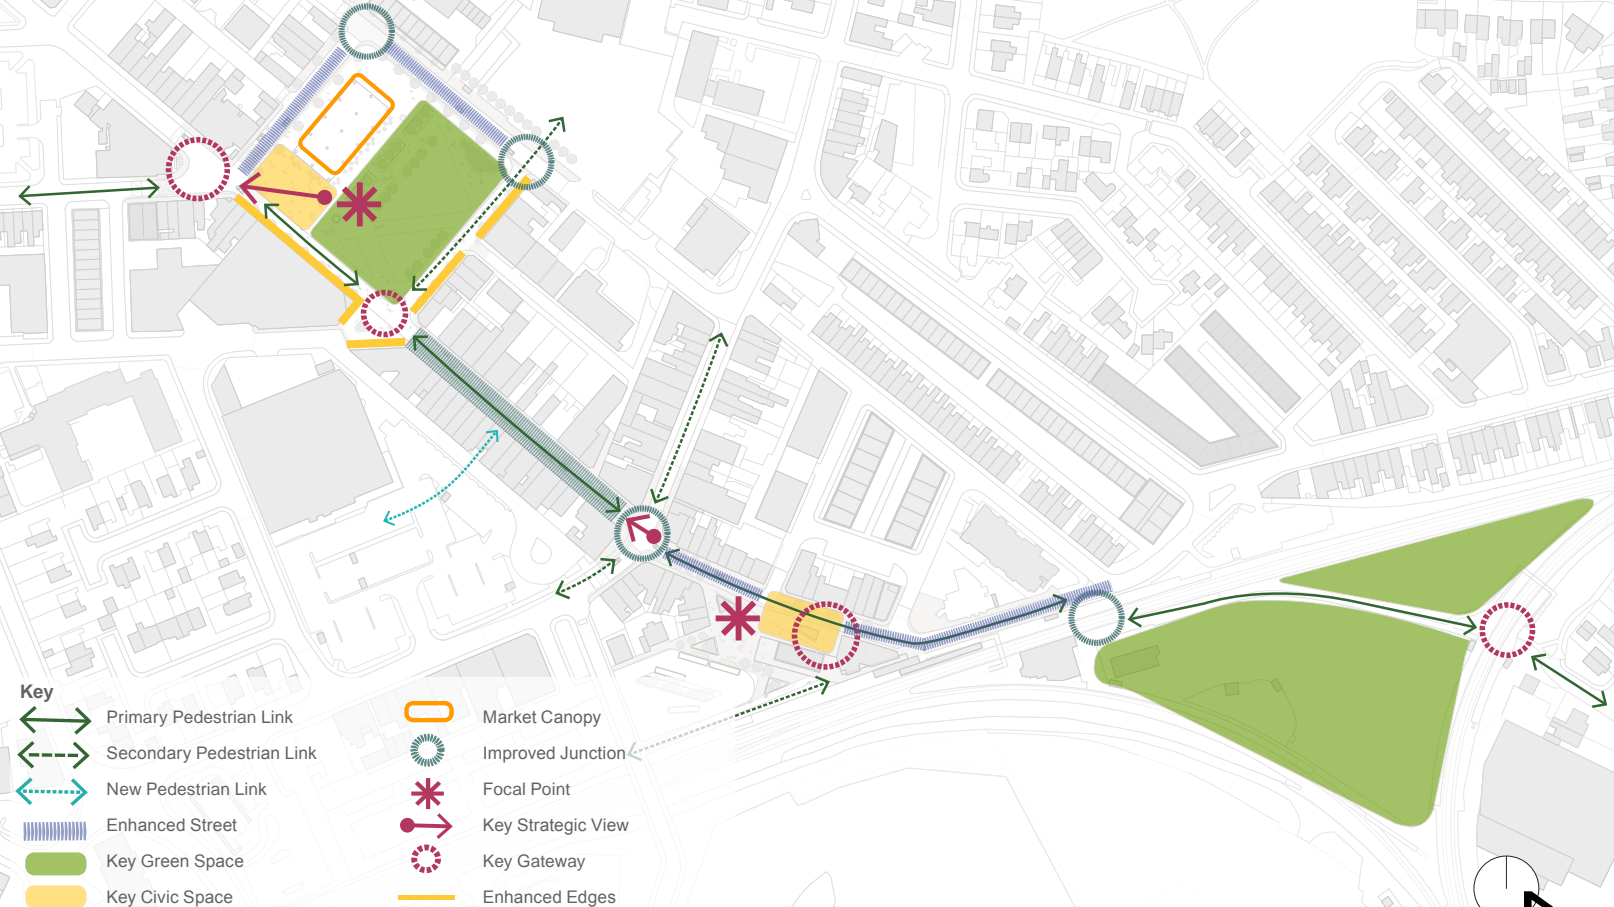 Key
Primary Pedestrian Link
Secondary Pedestrian Link
New Pedestrian Link
Enhanced Street
Key Green Space
Key Civic Space
Market Canopy
Improved Junction
Focal Point
Key Strategic View
Key Gateway
Enhanced Edges